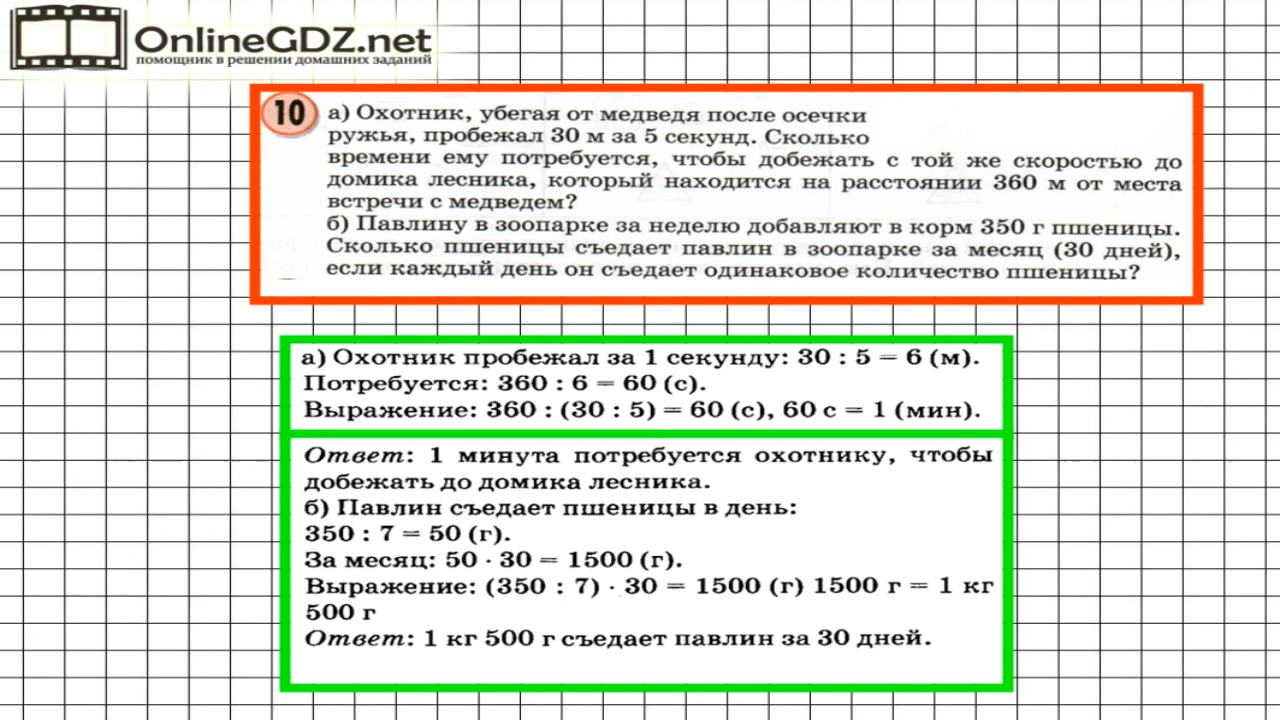 OnlineGDZ.net
помощник в решении домашних заданий
10 а) Охотник, убегая от медведя после осечки
ружья, пробежал 30 м за 5 секунд. Сколько
времени ему потребуется, чтобы добежать с той же скоростью до
домика лесника, который находится на расстоянии 360 м от места
встречи с медведем?
б) Павлину в зоопарке за неделю добавляют в корм 350 г пшеницы.
Сколько пшеницы съедает павлин в зоопарке за месяц (30 дней),
если каждый день он съедает одинаковое количество пшеницы?
а) Охотник пробежал за 1 секунду: 30 : 5 = 6 (м).
Потребуется: 360 : 6 = 60 (с).
Выражение: 360 : (30 : 5) = 60 (с), 60 с = 1 (мин).
Ответ: 1 минута потребуется охотнику, чтобы
добежать до домика лесника.
б) Павлин съедает пшеницы в день:
350 : 7 = 50 (г).
За месяц: 50 · 30 = 1500 (г).
Выражение: (350 : 7) · 30 = 1500 (г) 1500 г = 1 кг
500 г
Ответ: 1 кг 500 г съедает павлин за 30 дней.